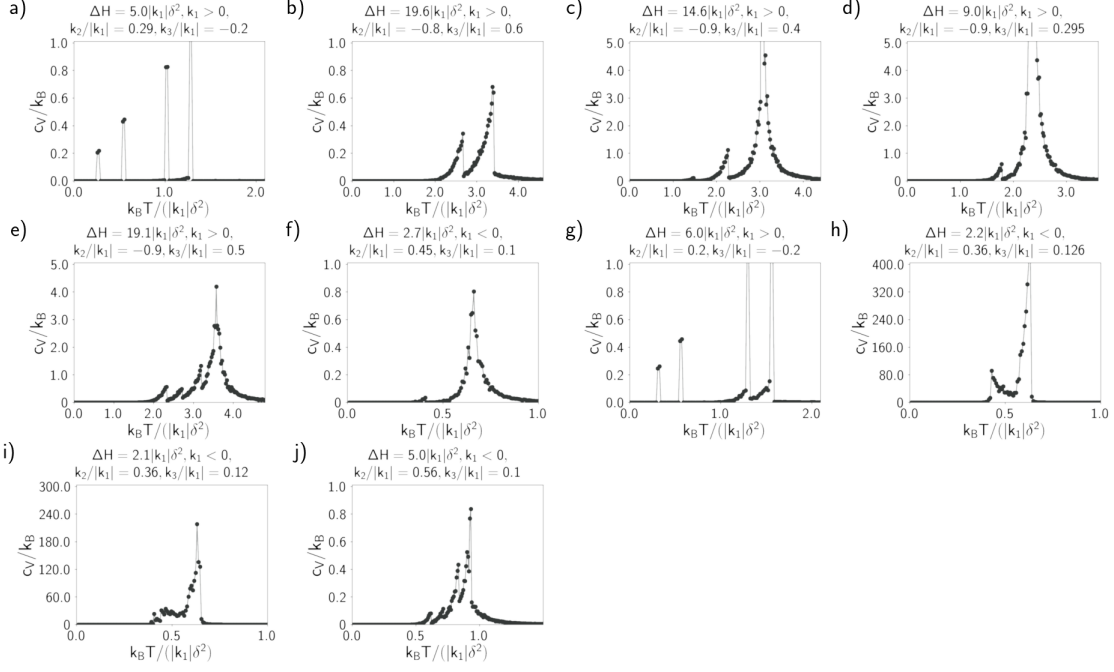 a)
ΔH = 5.0|k₁|δ², k₁ > 0,
k₂/|k₁| = 0.29, k₃/|k₁| = −0.2
1.0
0.8
0.6
0.4
0.2
0
c_V/k_B
0.0 1.0 2.0
k_BT/(|k₁|δ²)
b)
ΔH = 19.6|k₁|δ², k₁ > 0,
k₂/|k₁| = −0.8, k₃/|k₁| = 0.6
1.0
0.8
0.6
0.4
0.2
0
c_V/k_B
0.0 1.0 2.0 3.0 4.0
k_BT/(|k₁|δ²)
c)
ΔH = 14.6|k₁|δ², k₁ > 0,
k₂/|k₁| = −0.9, k₃/|k₁| = 0.4
5.0
4.0
3.0
2.0
1.0
0
c_V/k_B
0.0 1.0 2.0 3.0 4.0
k_BT/(|k₁|δ²)
d)
ΔH = 9.0|k₁|δ², k₁ > 0,
k₂/|k₁| = −0.9, k₃/|k₁| = 0.295
5.0
4.0
3.0
2.0
1.0
0
c_V/k_B
0.0 1.0 2.0 3.0
k_BT/(|k₁|δ²)
e)
ΔH = 19.1|k₁|δ², k₁ > 0,
k₂/|k₁| = −0.9, k₃/|k₁| = 0.5
5.0
4.0
3.0
2.0
1.0
0
c_V/k_B
0.0 1.0 2.0 3.0 4.0
k_BT/(|k₁|δ²)
f)
ΔH = 2.7|k₁|δ², k₁ < 0,
k₂/|k₁| = 0.45, k₃/|k₁| = 0.1
1
0.8
0.6
0.4
0.2
0
c_V/k_B
0.0 0.5 1.0
k_BT/(|k₁|δ²)
g)
ΔH = 6.0|k₁|δ², k₁ > 0,
k₂/|k₁| = 0.2, k₃/|k₁| = −0.2
1.0
0.8
0.6
0.4
0.2
0
c_V/k_B
0.0 1.0 2.0
k_BT/(|k₁|δ²)
h)
ΔH = 2.2|k₁|δ², k₁ < 0,
k₂/|k₁| = 0.36, k₃/|k₁| = 0.126
400.0
320.0
240.0
160.0
80.0
0
c_V/k_B
0.0 0.5 1.0
k_BT/(|k₁|δ²)
i)
ΔH = 2.1|k₁|δ², k₁ < 0,
k₂/|k₁| = 0.36, k₃/|k₁| = 0.12
300.0
240.0
180.0
120.0
60.0
0
c_V/k_B
0.0 0.5 1.0
k_BT/(|k₁|δ²)
j)
ΔH = 5.0|k₁|δ², k₁ < 0,
k₂/|k₁| = 0.56, k₃/|k₁| = 0.1
1
0.8
0.6
0.4
0.2
0
c_V/k_B
0.0 1.0
k_BT/(|k₁|δ²)